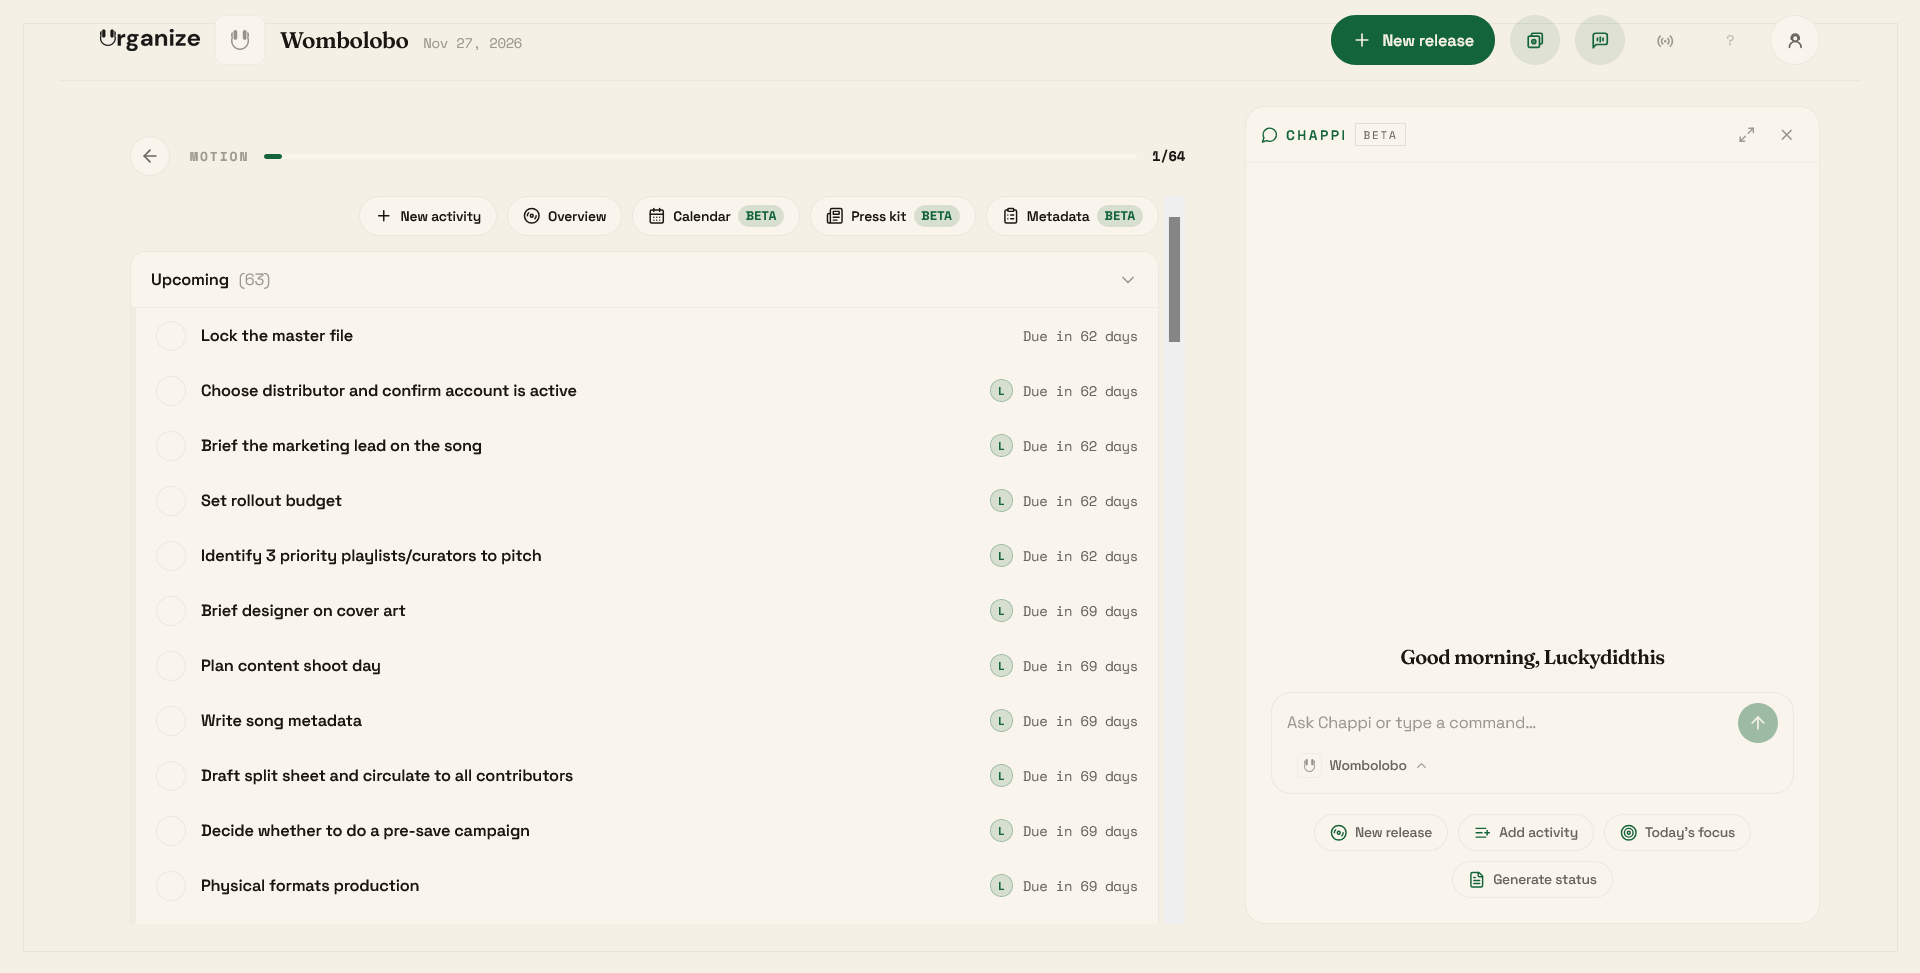 Urganize
Wombolobo
Nov 27, 2026
New release
?
MOTION
1/64
New activity
Overview
Calendar BETA
Press kit BETA
Metadata BETA
Upcoming (63)
Lock the master file
Due in 62 days
Choose distributor and confirm account is active
L Due in 62 days
Brief the marketing lead on the song
L Due in 62 days
Set rollout budget
L Due in 62 days
Identify 3 priority playlists/curators to pitch
L Due in 62 days
Brief designer on cover art
L Due in 69 days
Plan content shoot day
L Due in 69 days
Write song metadata
L Due in 69 days
Draft split sheet and circulate to all contributors
L Due in 69 days
Decide whether to do a pre-save campaign
L Due in 69 days
Physical formats production
L Due in 69 days
CHAPPI BETA
Good morning, Luckydidthis
Ask Chappi or type a command...
Wombolobo
New release
Add activity
Today's focus
Generate status